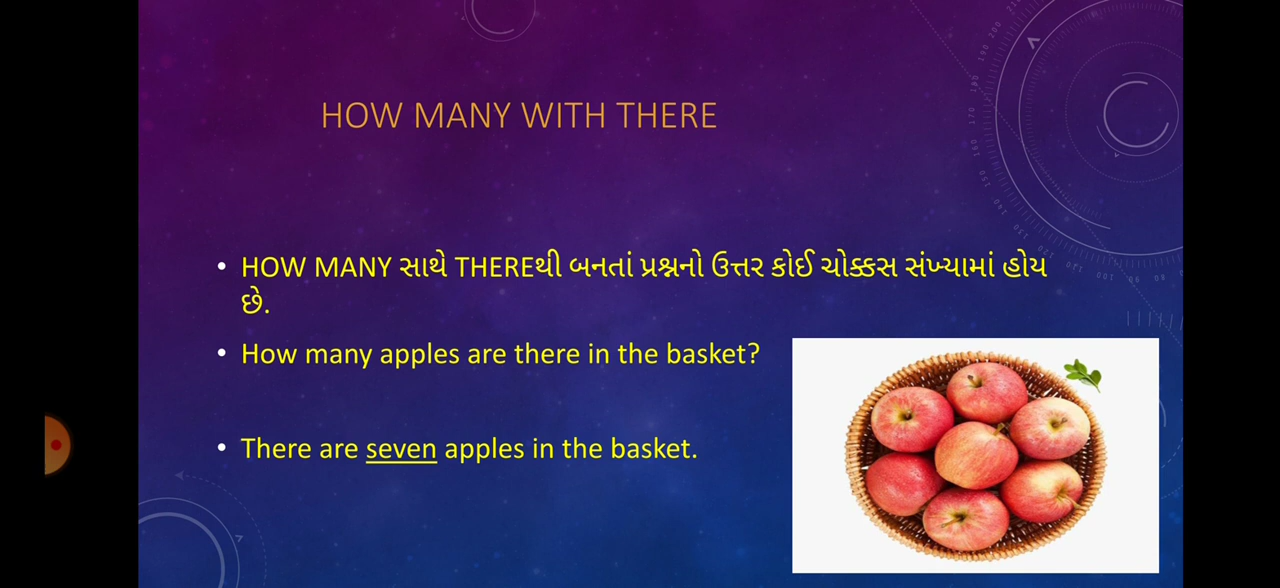 HOW MANY WITH THERE
• HOW MANY સાથે THEREથી બનતાં પ્રશ્નનો ઉત્તર કોઈ ચોક્કસ સંખ્યામાં હોય
છે.
• How many apples are there in the basket?
• There are seven apples in the basket.